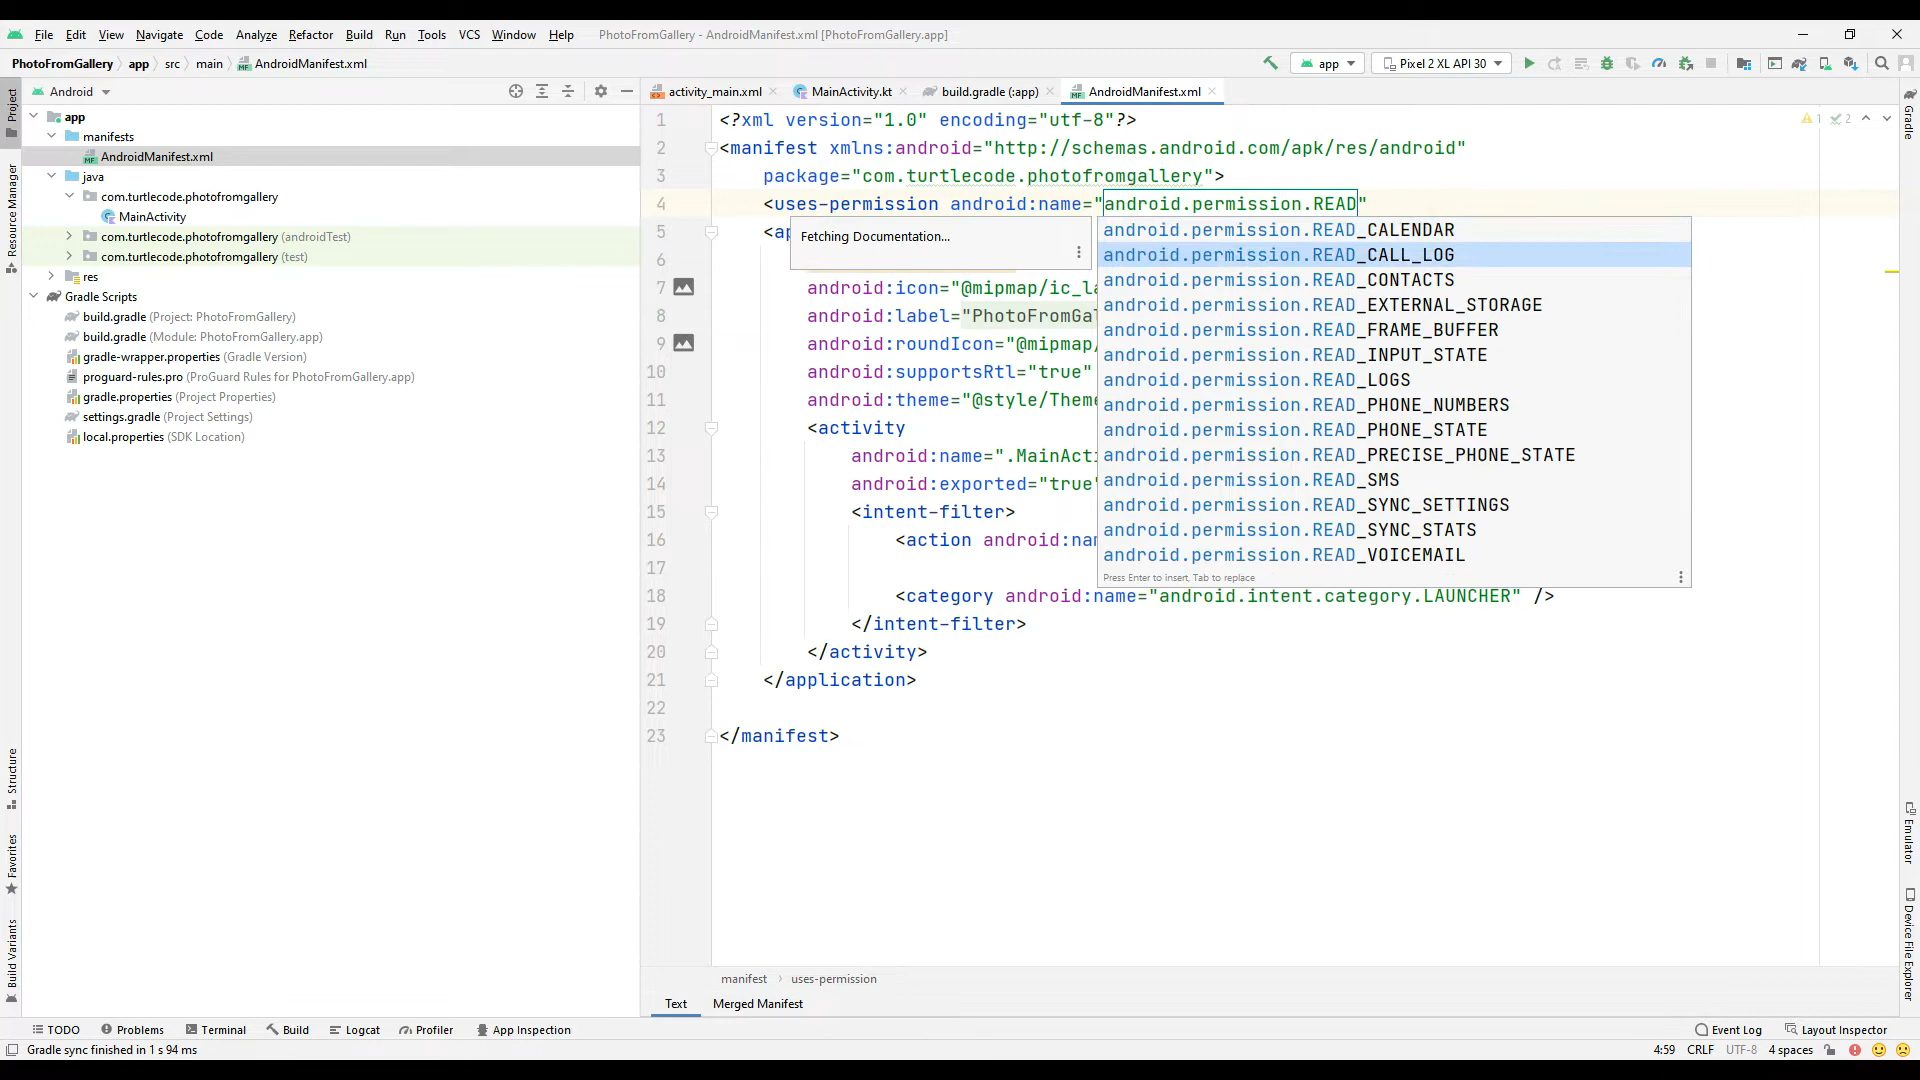 File Edit View Navigate Code Analyze Refactor Build Run Tools VCS Window Help PhotoFromGallery - AndroidManifest.xml [PhotoFromGallery.app]
PhotoFromGallery app src main AndroidManifest.xml app Pixel 2 XL API 30
Android
activity_main.xml MainActivity.kt build.gradle (:app) AndroidManifest.xml
Project
Resource Manager
Structure
Favorites
Build Variants
app
manifests
AndroidManifest.xml
java
com.turtlecode.photofromgallery
MainActivity
com.turtlecode.photofromgallery (androidTest)
com.turtlecode.photofromgallery (test)
res
Gradle Scripts
build.gradle (Project: PhotoFromGallery)
build.gradle (Module: PhotoFromGallery.app)
gradle-wrapper.properties (Gradle Version)
proguard-rules.pro (ProGuard Rules for PhotoFromGallery.app)
gradle.properties (Project Properties)
settings.gradle (Project Settings)
local.properties (SDK Location)
1 <?xml version="1.0" encoding="utf-8"?>
2 <manifest xmlns:android="http://schemas.android.com/apk/res/android"
3 package="com.turtlecode.photofromgallery">
4 <uses-permission android:name="android.permission.READ"
5 <ap
6
7 android:icon="@mipmap/ic_la
8 android:label="PhotoFromGal
9 android:roundIcon="@mipmap/
10 android:supportsRtl="true"
11 android:theme="@style/Theme
12 <activity
13 android:name=".MainActi
14 android:exported="true"
15 <intent-filter>
16 <action android:nam
17
18 <category android:name="android.intent.category.LAUNCHER" />
19 </intent-filter>
20 </activity>
21 </application>
22
23 </manifest>
Fetching Documentation...
android.permission.READ_CALENDAR
android.permission.READ_CALL_LOG
android.permission.READ_CONTACTS
android.permission.READ_EXTERNAL_STORAGE
android.permission.READ_FRAME_BUFFER
android.permission.READ_INPUT_STATE
android.permission.READ_LOGS
android.permission.READ_PHONE_NUMBERS
android.permission.READ_PHONE_STATE
android.permission.READ_PRECISE_PHONE_STATE
android.permission.READ_SMS
android.permission.READ_SYNC_SETTINGS
android.permission.READ_SYNC_STATS
android.permission.READ_VOICEMAIL
Press Enter to insert, Tab to replace
1 2
Gradle
Emulator
Device File Explorer
manifest uses-permission
Text Merged Manifest
TODO Problems Terminal Build Logcat Profiler App Inspection Event Log Layout Inspector
Gradle sync finished in 1 s 94 ms 4:59 CRLF UTF-8 4 spaces